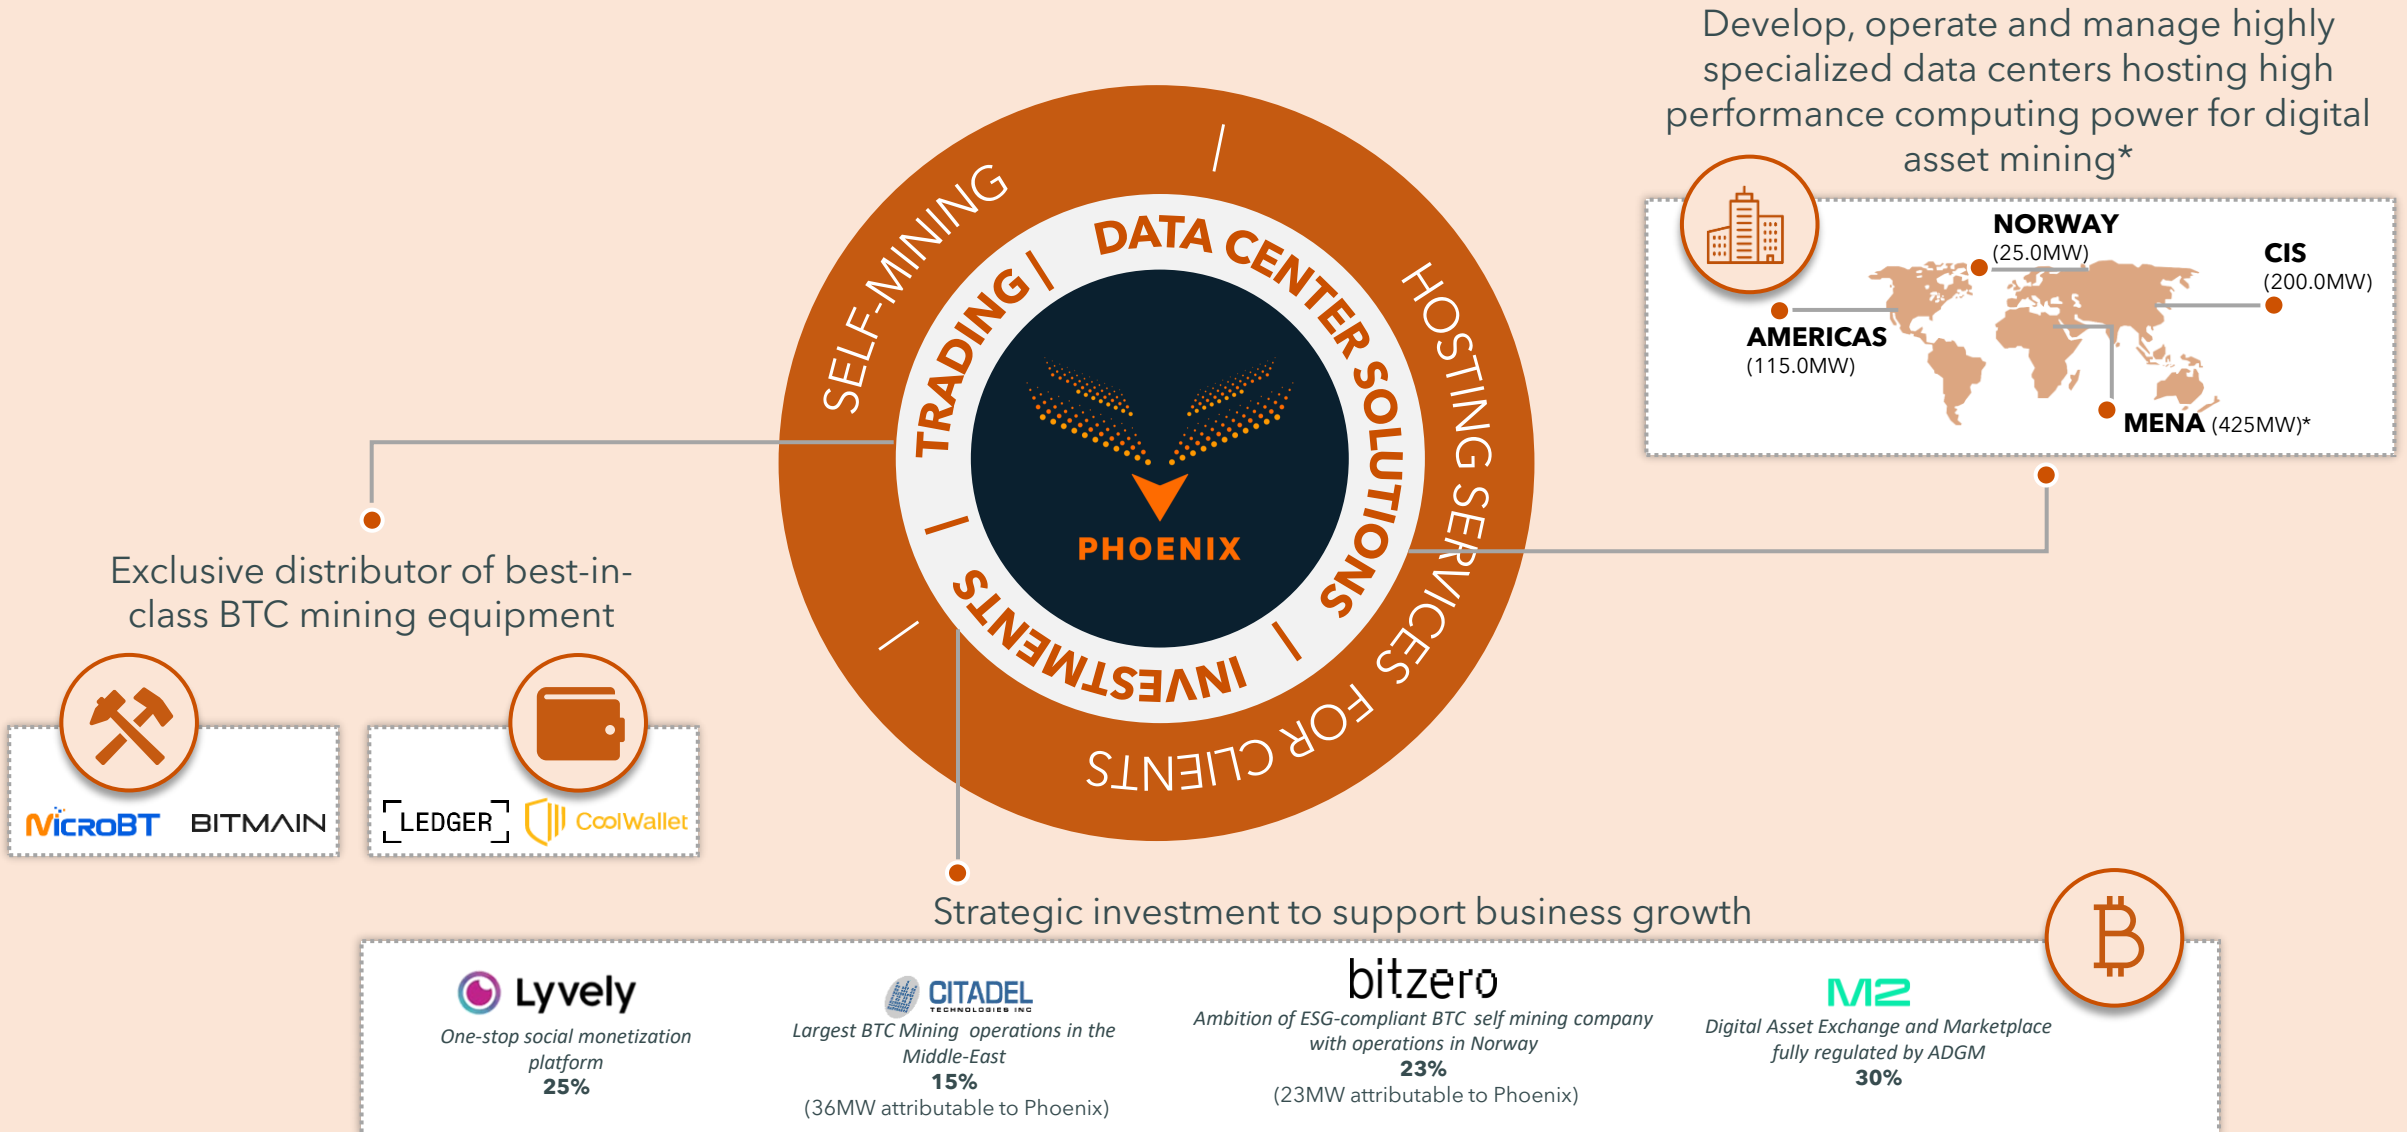 Develop, operate and manage highly
specialized data centers hosting high
performance computing power for digital
asset mining*
NORWAY
(25.0MW)
CIS
(200.0MW)
AMERICAS
(115.0MW)
MENA (425MW)*
SELF-MINING
HOSTING SERVICES FOR CLIENTS
TRADING
DATA CENTER SOLUTIONS
INVESTMENTS
PHOENIX
Exclusive distributor of best-in-
class BTC mining equipment
MicroBT
BITMAIN
LEDGER
CoolWallet
Strategic investment to support business growth
Lyvely
One-stop social monetization
platform
25%
CITADEL
TECHNOLOGIES INC
Largest BTC Mining operations in the
Middle-East
15%
(36MW attributable to Phoenix)
bitzero
Ambition of ESG-compliant BTC self mining company
with operations in Norway
23%
(23MW attributable to Phoenix)
M2
Digital Asset Exchange and Marketplace
fully regulated by ADGM
30%